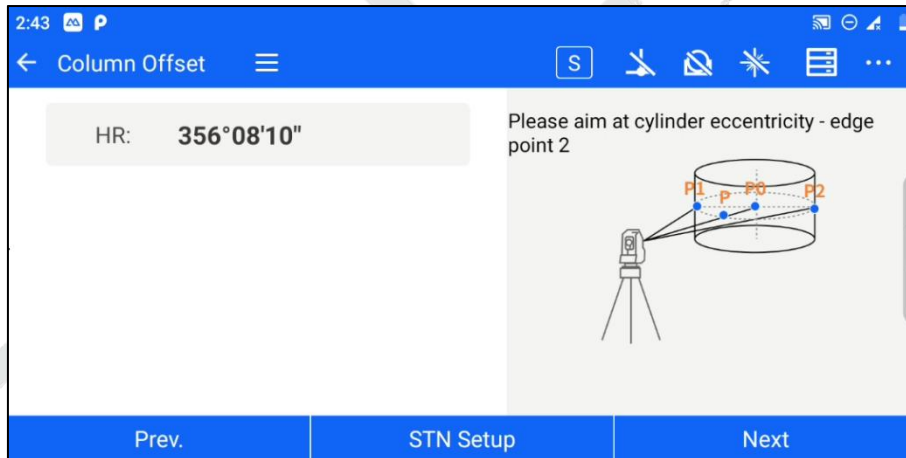 2:43
Column Offset
S
HR: 356°08'10"
Please aim at cylinder eccentricity - edge
point 2
P1 P P0 P2
Prev. STN Setup Next